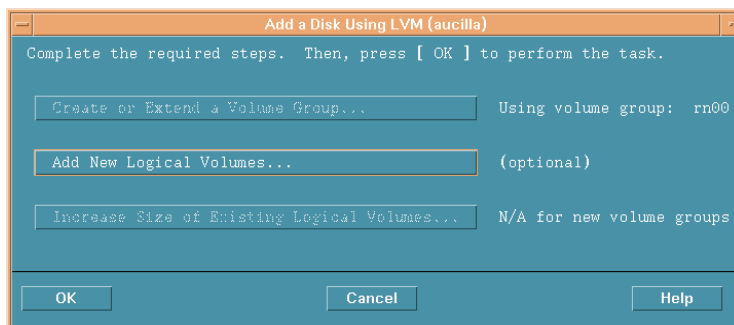 Add a Disk Using LVM (aucilla)
Complete the required steps. Then, press [ OK ] to perform the task.
Create or Extend a Volume Group... Using volume group: rn00
Add New Logical Volumes... (optional)
Increase Size of Existing Logical Volumes... N/A for new volume groups
OK Cancel Help